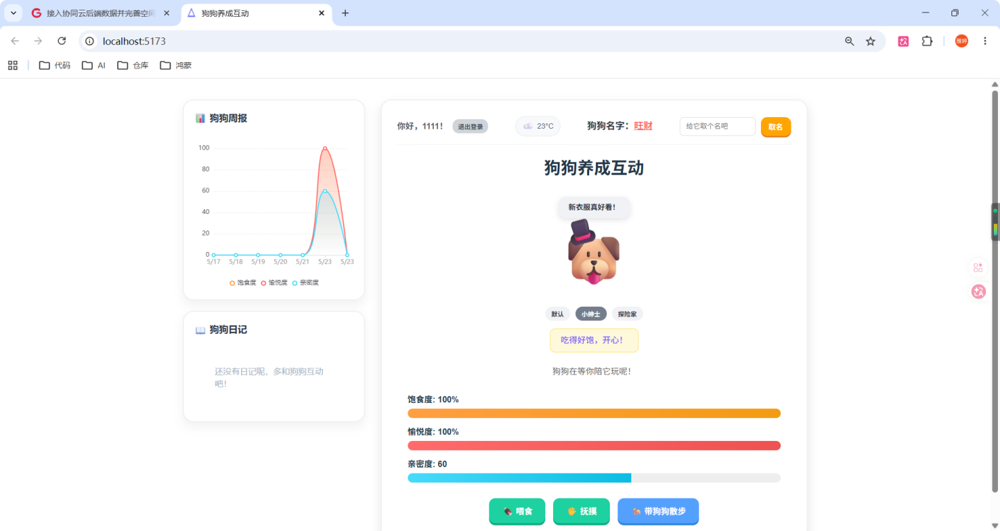 接入协同云后端数据并完善空间
狗狗养成互动
localhost:5173
代码
AI
仓库
鸿蒙
雅婷
狗狗周报
100
80
60
40
20
0
5/17 5/18 5/19 5/20 5/21 5/23 5/23
饱食度 愉悦度 亲密度
狗狗日记
还没有日记呢，多和狗狗互动
吧！
你好，1111！
退出登录
23°C
狗狗名字：旺财
给它取个名吧
取名
狗狗养成互动
新衣服真好看！
默认
小绅士
探险家
吃得好饱，开心！
狗狗在等你陪它玩呢！
饱食度: 100%
愉悦度: 100%
亲密度: 60
喂食
抚摸
带狗狗散步